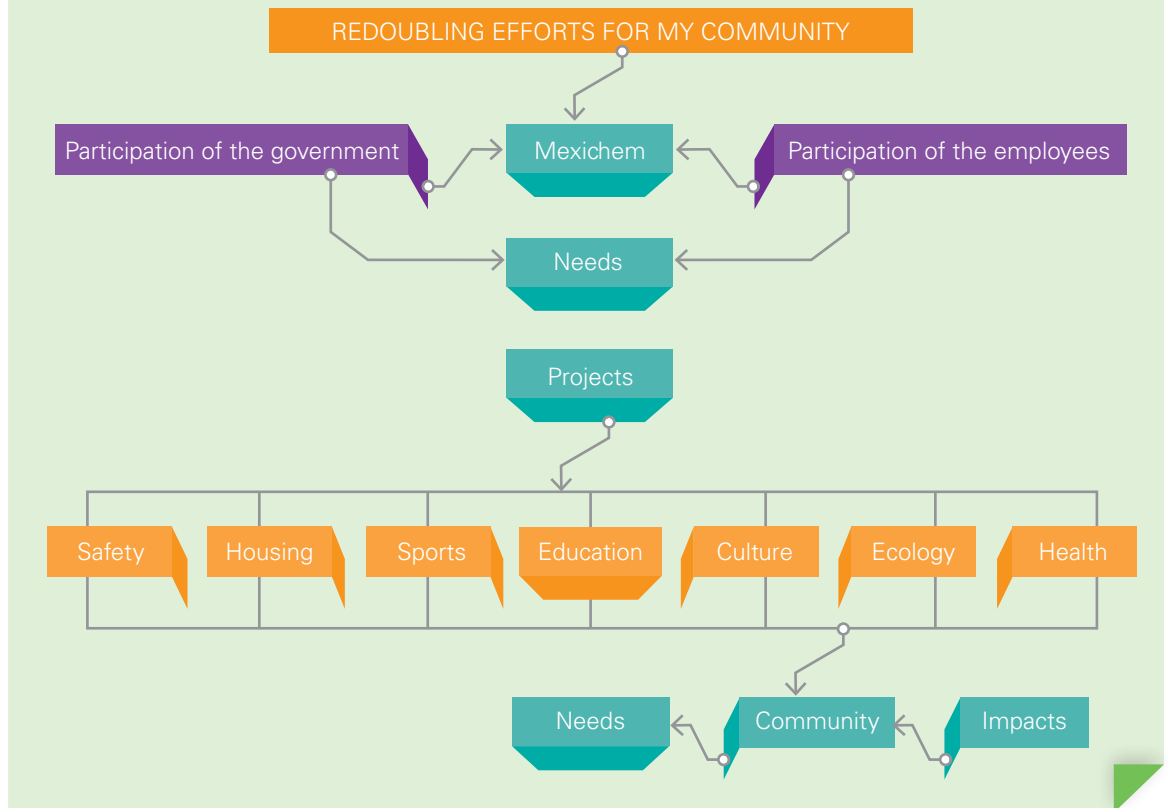 REDOUBLING EFFORTS FOR MY COMMUNITY
Participation of the government
Mexichem
Participation of the employees
Needs
Projects
Safety
Housing
Sports
Education
Culture
Ecology
Health
Needs
Community
Impacts